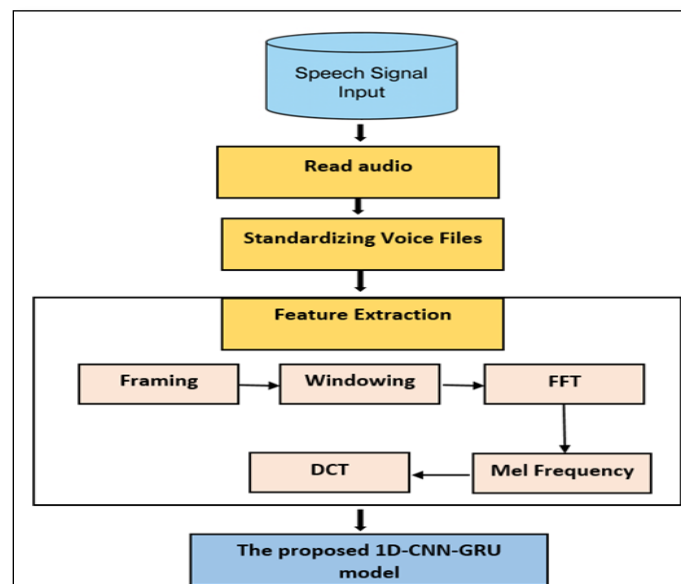 Speech Signal
Input
Read audio
Standardizing Voice Files
Feature Extraction
Framing
Windowing
FFT
DCT
Mel Frequency
The proposed 1D-CNN-GRU
model